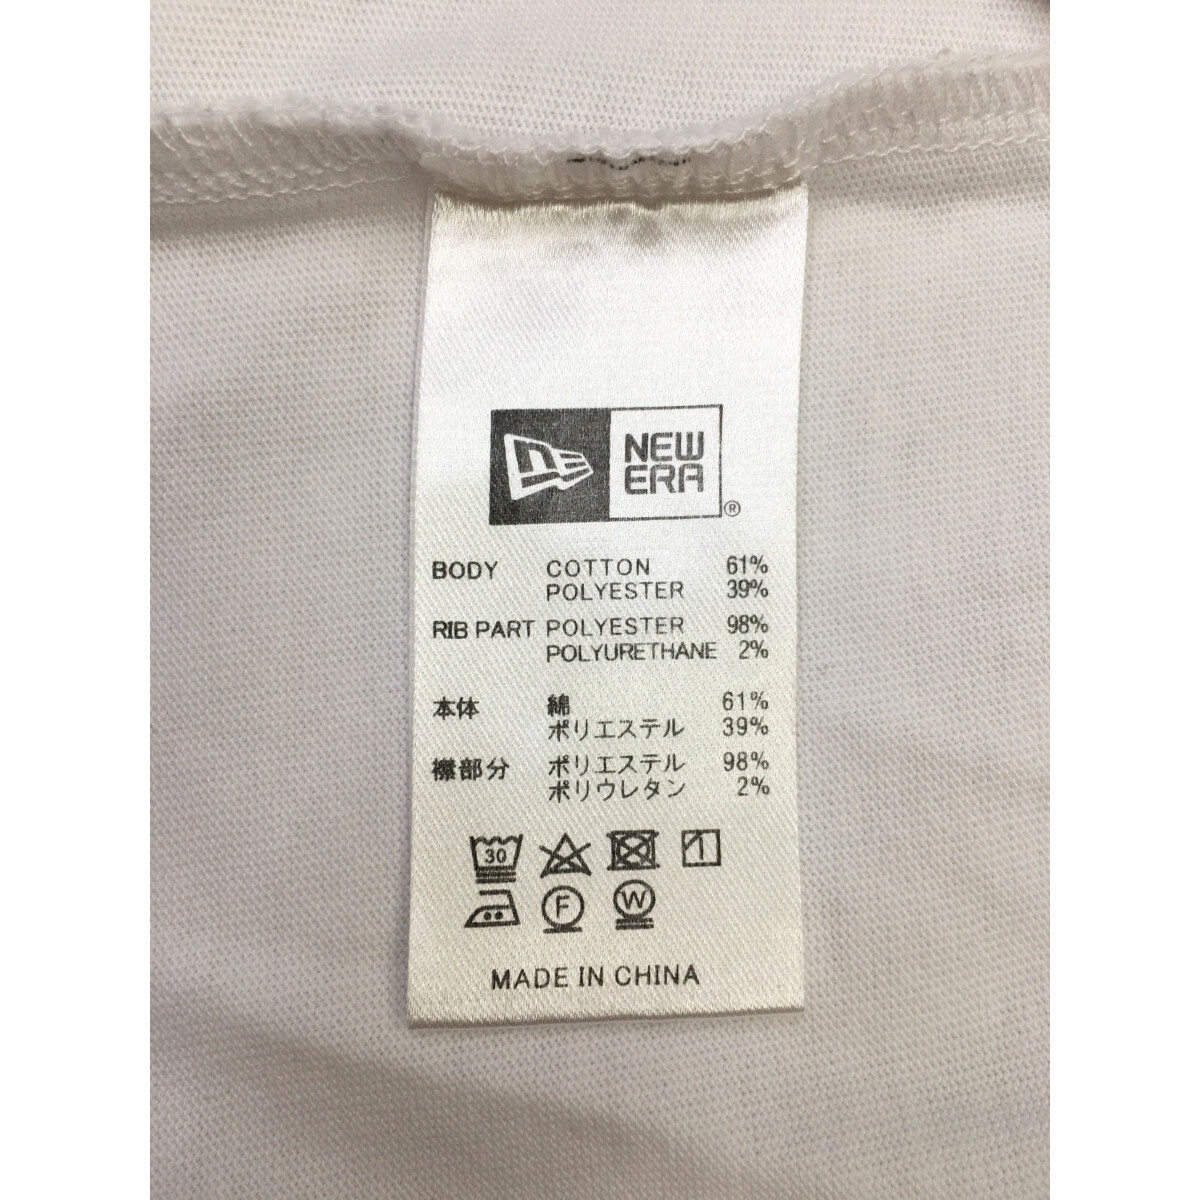 NEW
ERA
®
BODY COTTON 61%
POLYESTER 39%
RIB PART POLYESTER 98%
POLYURETHANE 2%
本体 綿 61%
ポリエステル 39%
襟部分 ポリエステル 98%
ポリウレタン 2%
30
F W
MADE IN CHINA